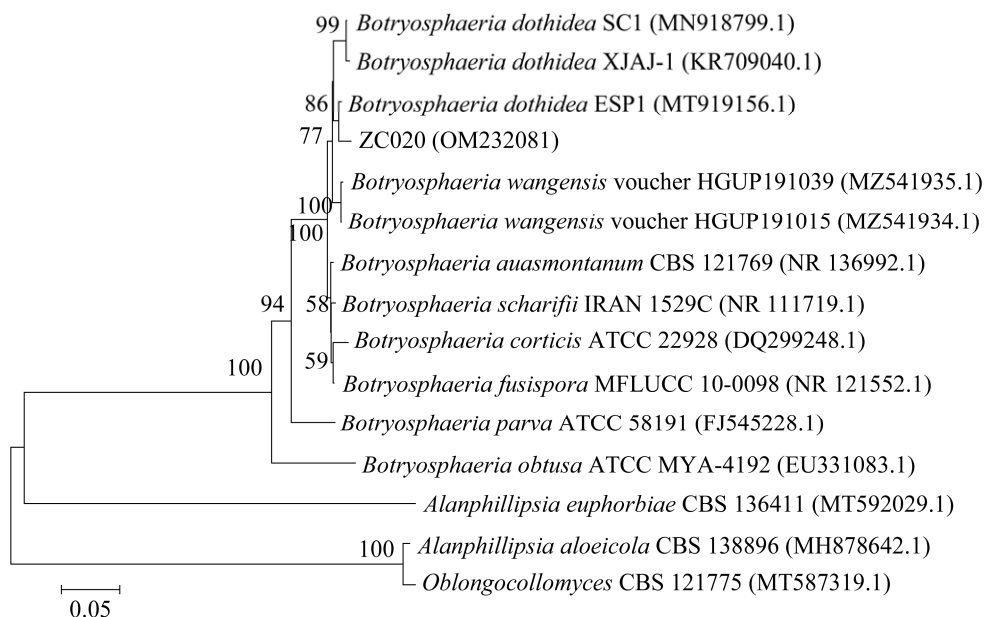 99
Botryosphaeria dothidea SC1 (MN918799.1)
Botryosphaeria dothidea XJAJ-1 (KR709040.1)
86
Botryosphaeria dothidea ESP1 (MT919156.1)
77
ZC020 (OM232081)
Botryosphaeria wangensis voucher HGUP191039 (MZ541935.1)
100
Botryosphaeria wangensis voucher HGUP191015 (MZ541934.1)
100
Botryosphaeria auasmontanum CBS 121769 (NR 136992.1)
94
58
Botryosphaeria scharifii IRAN 1529C (NR 111719.1)
Botryosphaeria corticis ATCC 22928 (DQ299248.1)
59
100
Botryosphaeria fusispora MFLUCC 10-0098 (NR 121552.1)
Botryosphaeria parva ATCC 58191 (FJ545228.1)
Botryosphaeria obtusa ATCC MYA-4192 (EU331083.1)
Alanphillipsia euphorbiae CBS 136411 (MT592029.1)
100
Alanphillipsia aloeicola CBS 138896 (MH878642.1)
Oblongocollomyces CBS 121775 (MT587319.1)
0.05